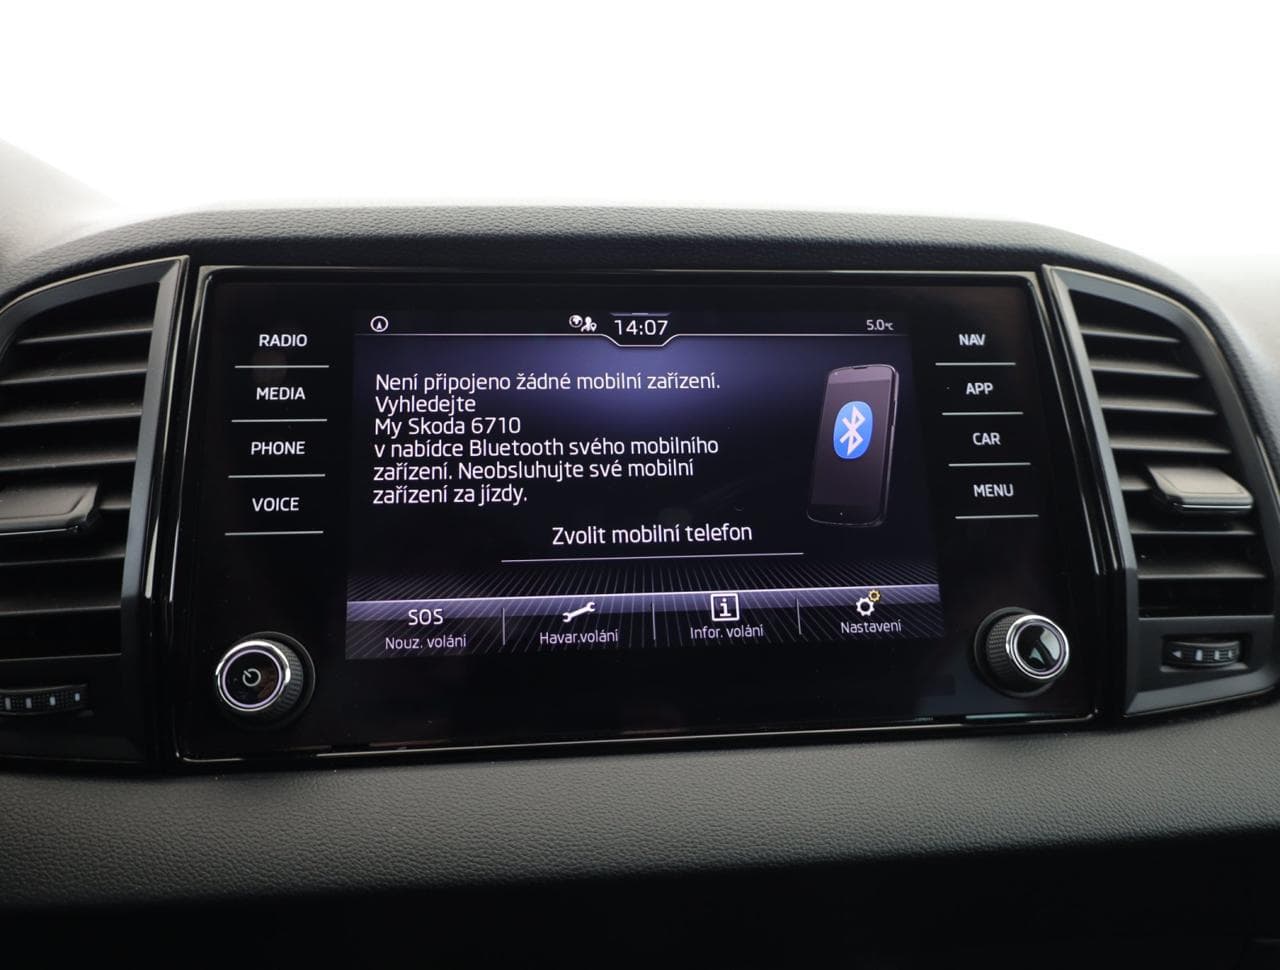 14:07
5.0°C
RADIO
MEDIA
PHONE
VOICE
Není připojeno žádné mobilní zařízení.
Vyhledejte
My Skoda 6710
v nabídce Bluetooth svého mobilního
zařízení. Neobsluhujte své mobilní
zařízení za jízdy.
Zvolit mobilní telefon
SOS
Nouz. volání
Havar.volání
i
Infor. volání
Nastavení
NAV
APP
CAR
MENU